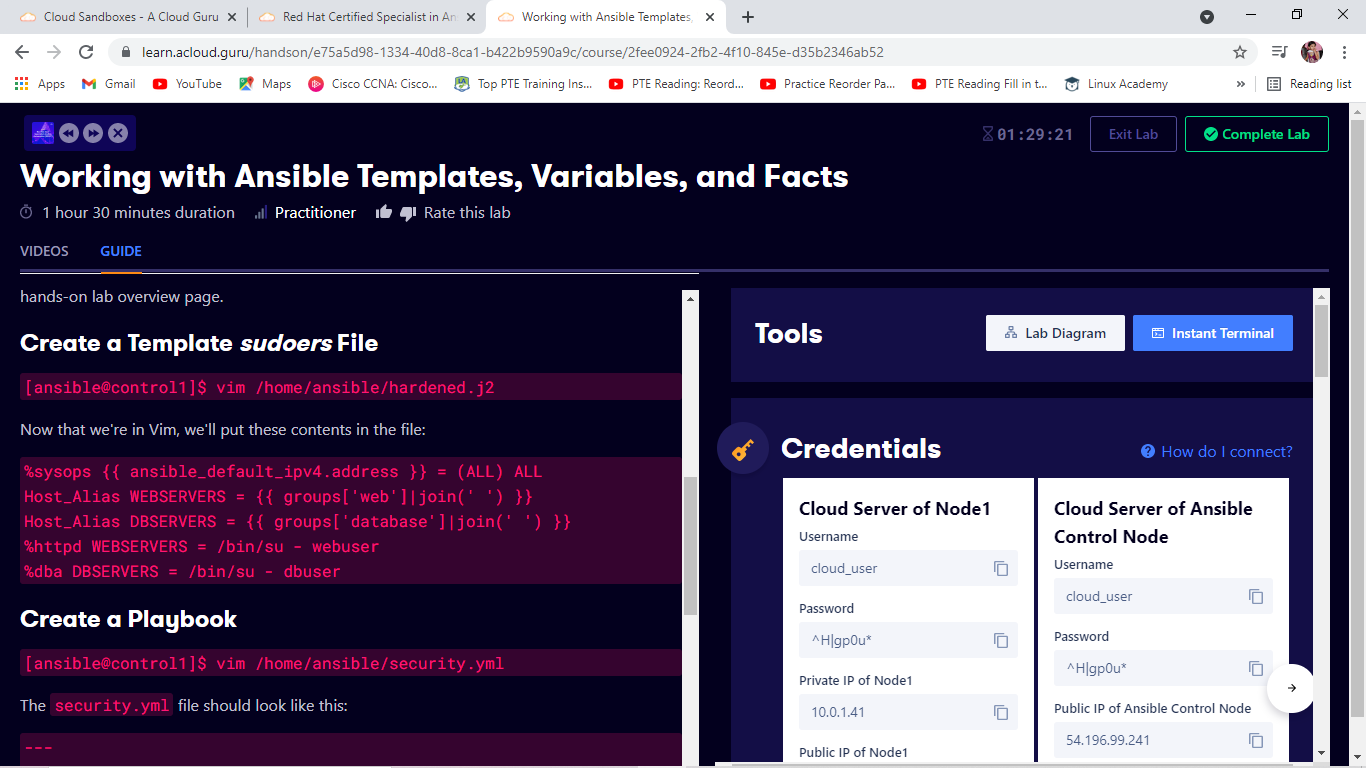 Cloud Sandboxes - A Cloud Guru
Red Hat Certified Specialist in An
Working with Ansible Templates,
learn.acloud.guru/handson/e75a5d98-1334-40d8-8ca1-b422b9590a9c/course/2fee0924-2fb2-4f10-845e-d35b2346ab52
Apps Gmail YouTube Maps Cisco CCNA: Cisco... Top PTE Training Ins... PTE Reading: Reord... Practice Reorder Pa... PTE Reading Fill in t... Linux Academy » Reading list
01:29:21 Exit Lab Complete Lab
Working with Ansible Templates, Variables, and Facts
1 hour 30 minutes duration Practitioner Rate this lab
VIDEOS GUIDE
hands-on lab overview page.
Create a Template sudoers File
[ansible@control1]$ vim /home/ansible/hardened.j2
Now that we're in Vim, we'll put these contents in the file:
%sysops {{ ansible_default_ipv4.address }} = (ALL) ALL
Host_Alias WEBSERVERS = {{ groups['web']|join(' ') }}
Host_Alias DBSERVERS = {{ groups['database']|join(' ') }}
%httpd WEBSERVERS = /bin/su - webuser
%dba DBSERVERS = /bin/su - dbuser
Create a Playbook
[ansible@control1]$ vim /home/ansible/security.yml
The security.yml file should look like this:
---
Tools
Lab Diagram
Instant Terminal
Credentials
How do I connect?
Cloud Server of Node1
Username
cloud_user
Password
^H|gp0u*
Private IP of Node1
10.0.1.41
Public IP of Node1
Cloud Server of Ansible
Control Node
Username
cloud_user
Password
^H|gp0u*
Public IP of Ansible Control Node
54.196.99.241